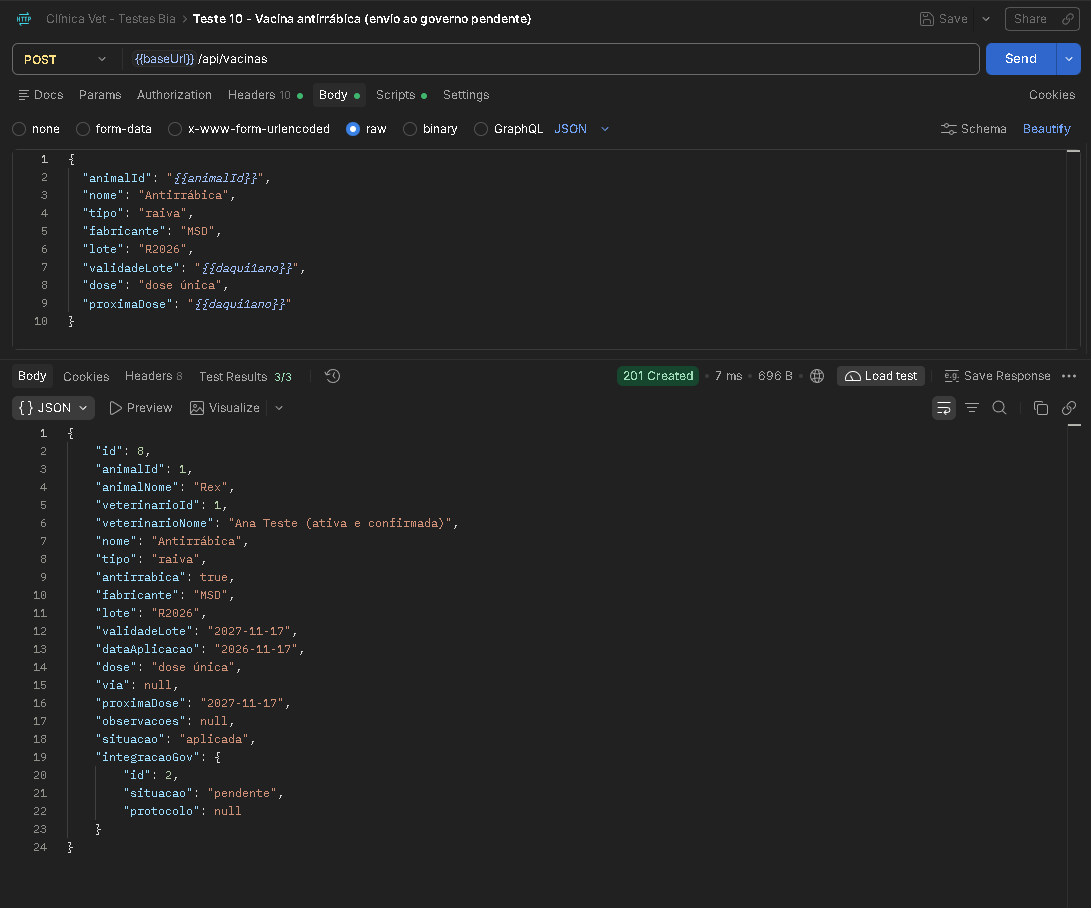 HTTP Clínica Vet - Testes Bia > Teste 10 - Vacina antirrábica (envio ao governo pendente) Save Share
POST {{baseUrl}} /api/vacinas Send
Docs Params Authorization Headers 10 Body Scripts Settings Cookies
none form-data x-www-form-urlencoded raw binary GraphQL JSON Schema Beautify
1 {
2 "animalId": "{{animalId}}",
3 "nome": "Antirrábica",
4 "tipo": "raiva",
5 "fabricante": "MSD",
6 "lote": "R2026",
7 "validadeLote": "{{daqui1ano}}",
8 "dose": "dose única",
9 "proximaDose": "{{daqui1ano}}"
10 }
Body Cookies Headers 8 Test Results 3/3 201 Created • 7 ms • 696 B Load test e.g. Save Response
{} JSON Preview Visualize
1 {
2 "id": 8,
3 "animalId": 1,
4 "animalNome": "Rex",
5 "veterinarioId": 1,
6 "veterinarioNome": "Ana Teste (ativa e confirmada)",
7 "nome": "Antirrábica",
8 "tipo": "raiva",
9 "antirrabica": true,
10 "fabricante": "MSD",
11 "lote": "R2026",
12 "validadeLote": "2027-11-17",
13 "dataAplicacao": "2026-11-17",
14 "dose": "dose única",
15 "via": null,
16 "proximaDose": "2027-11-17",
17 "observacoes": null,
18 "situacao": "aplicada",
19 "integracaoGov": {
20 "id": 2,
21 "situacao": "pendente",
22 "protocolo": null
23 }
24 }